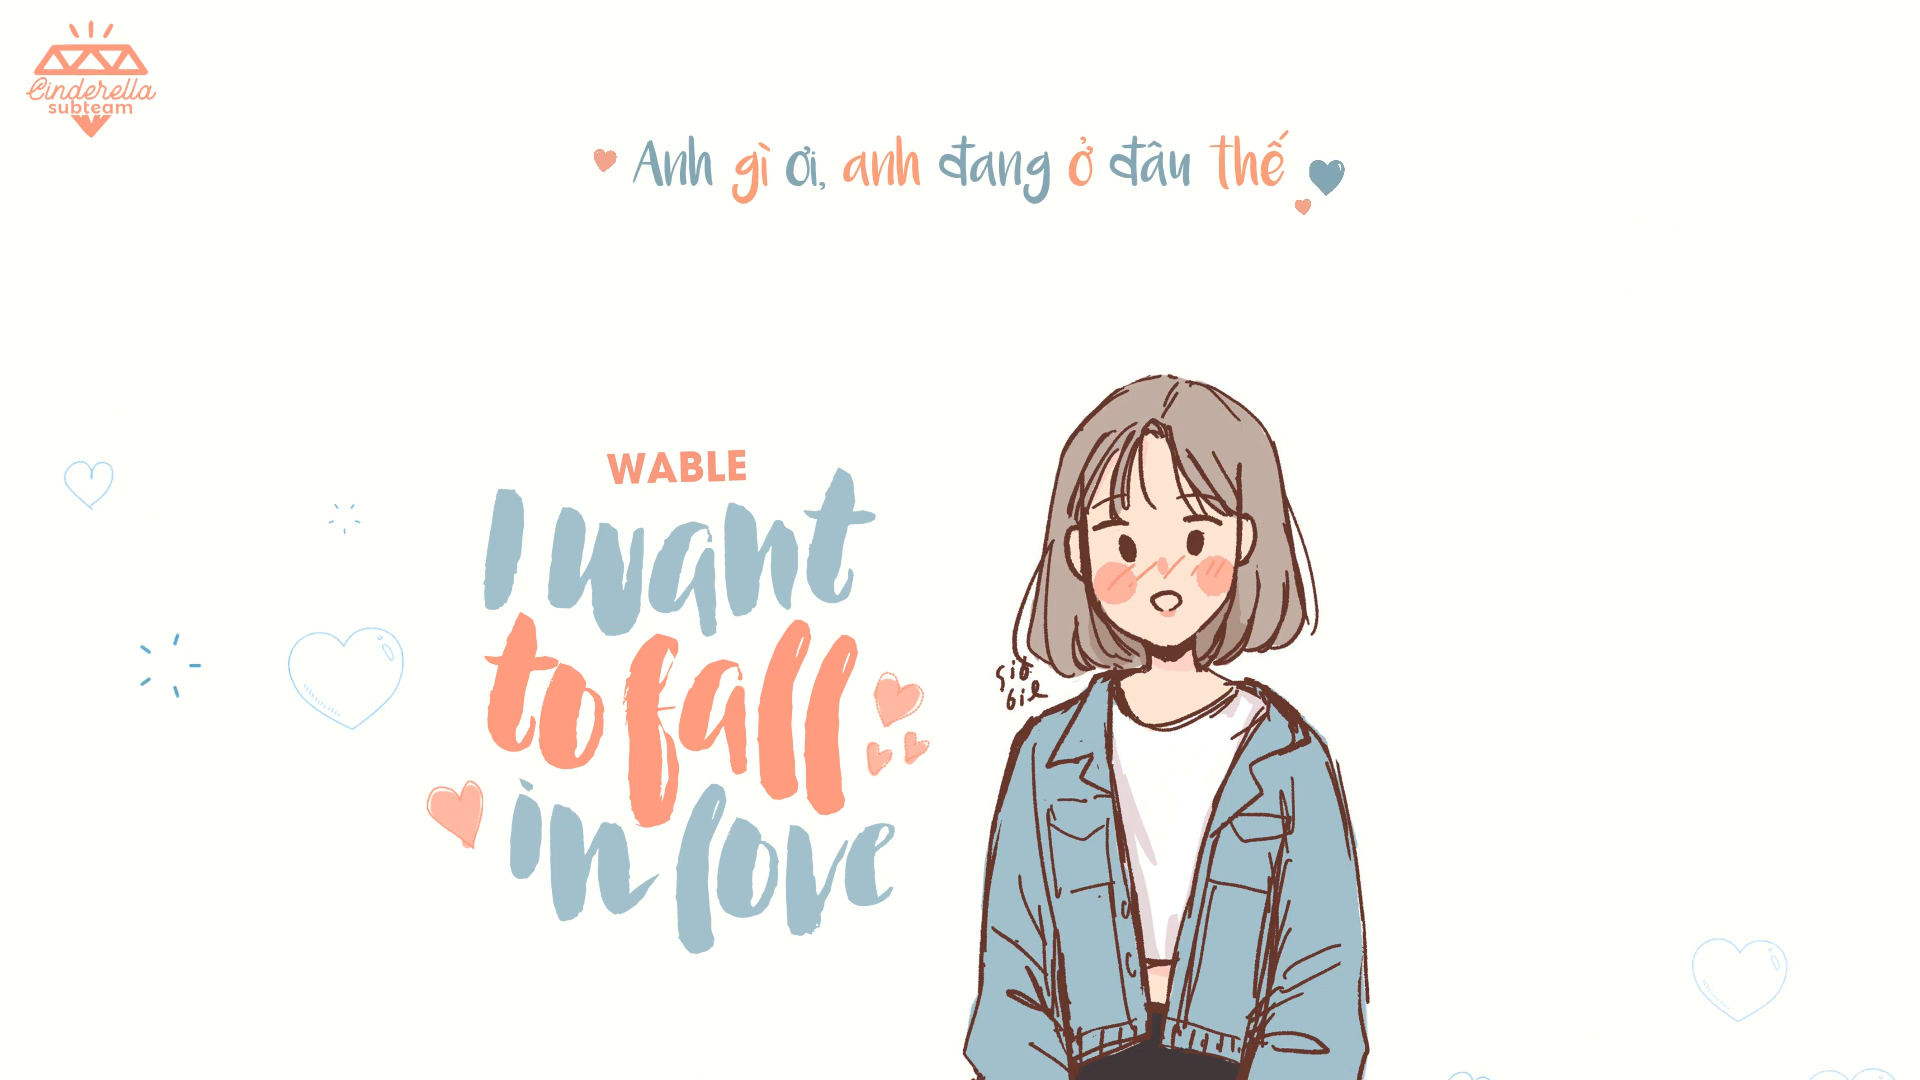 Cinderella
subteam
Anh gì ơi, anh đang ở đâu thế
WABLE
I want
to fall
in love